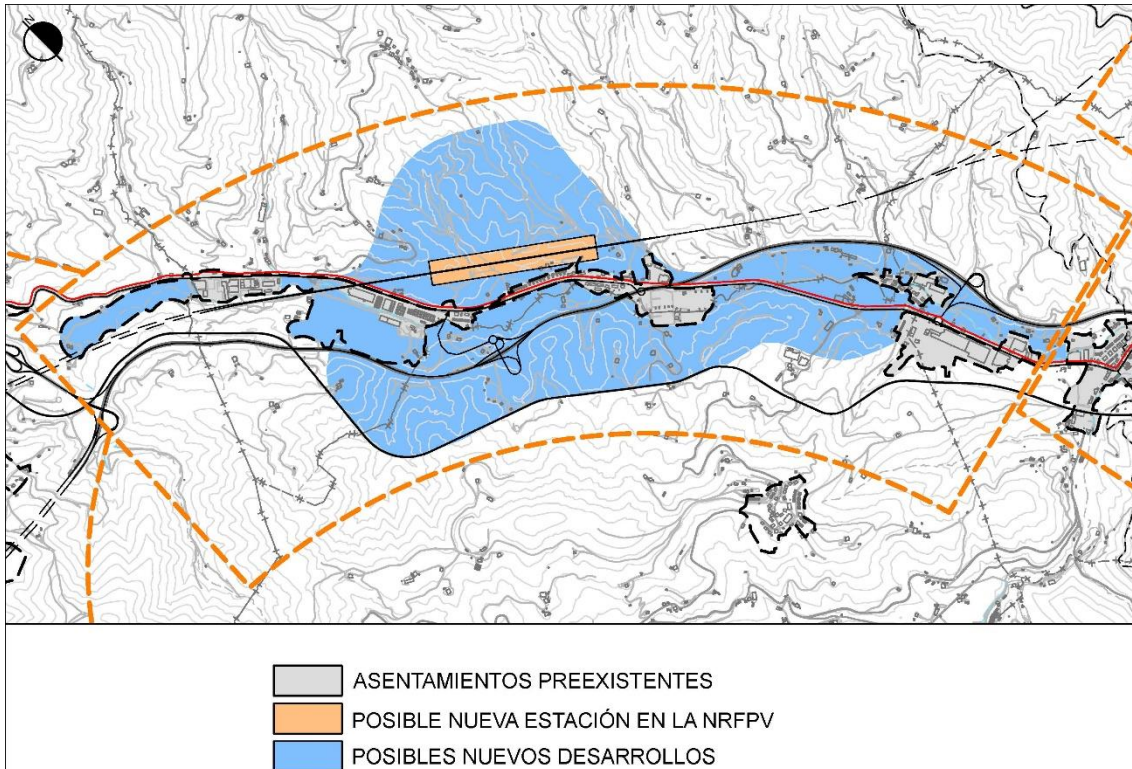 N
ASENTAMIENTOS PREEXISTENTES
POSIBLE NUEVA ESTACIÓN EN LA NRFPV
POSIBLES NUEVOS DESARROLLOS